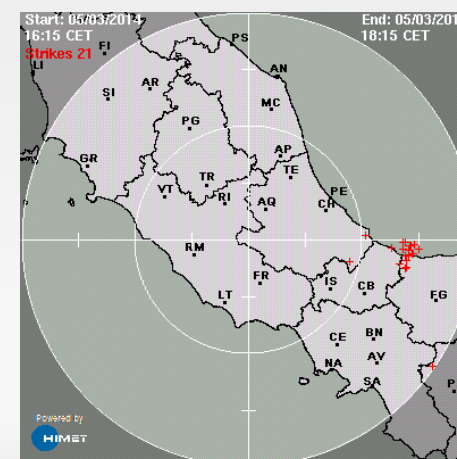 Start: 05/03/2014
End: 05/03/201
16:15 CET
18:15 CET
Strikes 21
PS
FI
LI
AN
AR
SI
MC
PG
AP
GR
TE
TR
VT
RI
AQ
PE
CH
RM
FR
IS
CB
LT
FG
CE
BN
NA
AV
SA
P
Powered by
HIMET